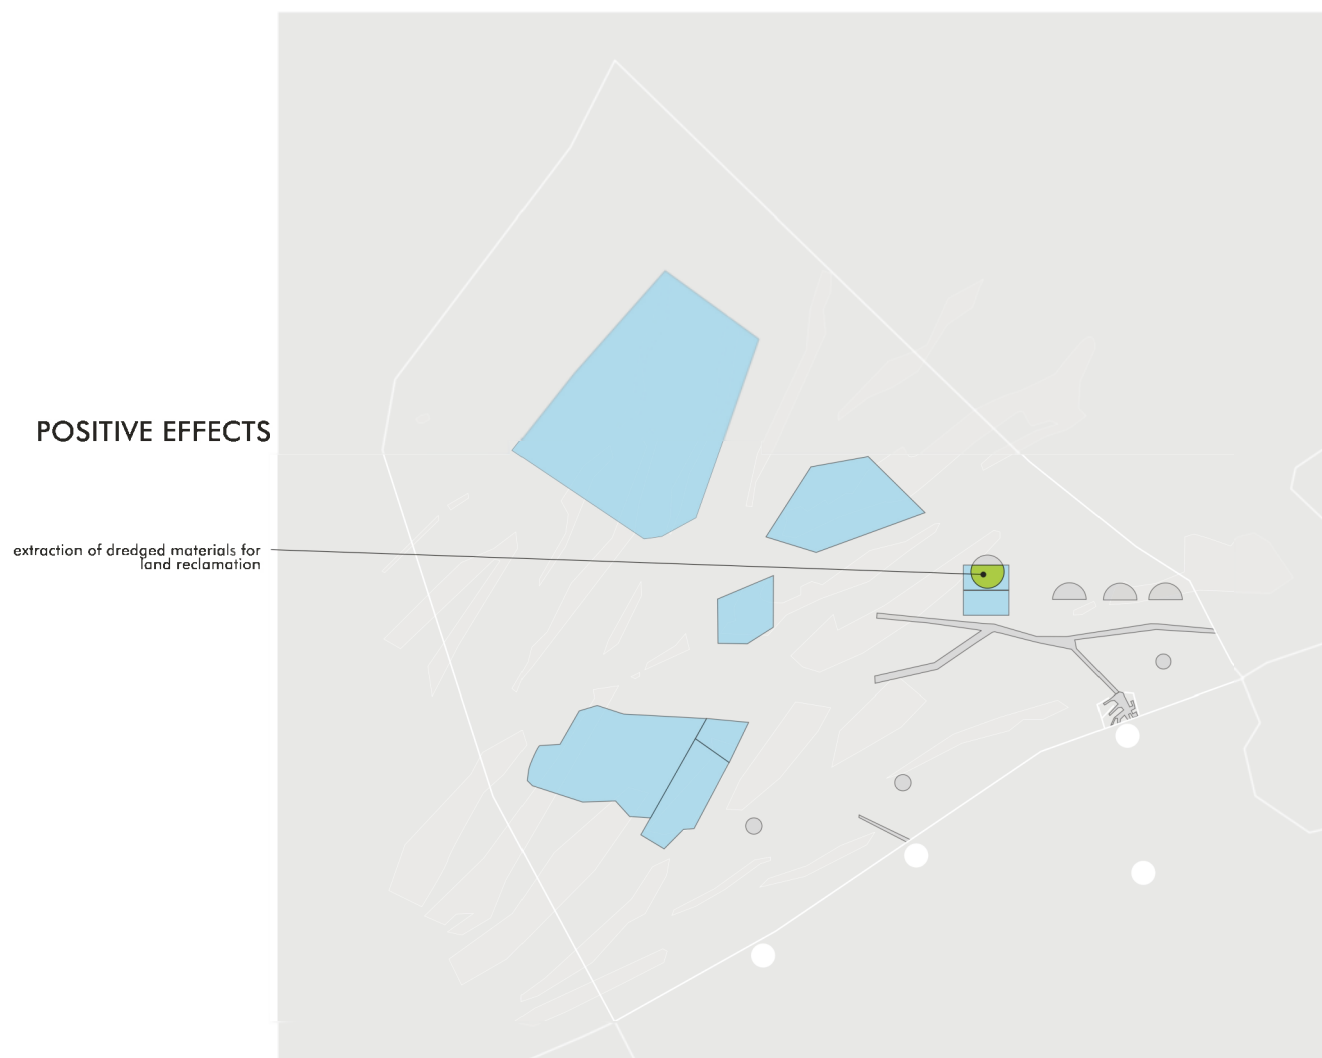 POSITIVE EFFECTS
extraction of dredged materials for
land reclamation